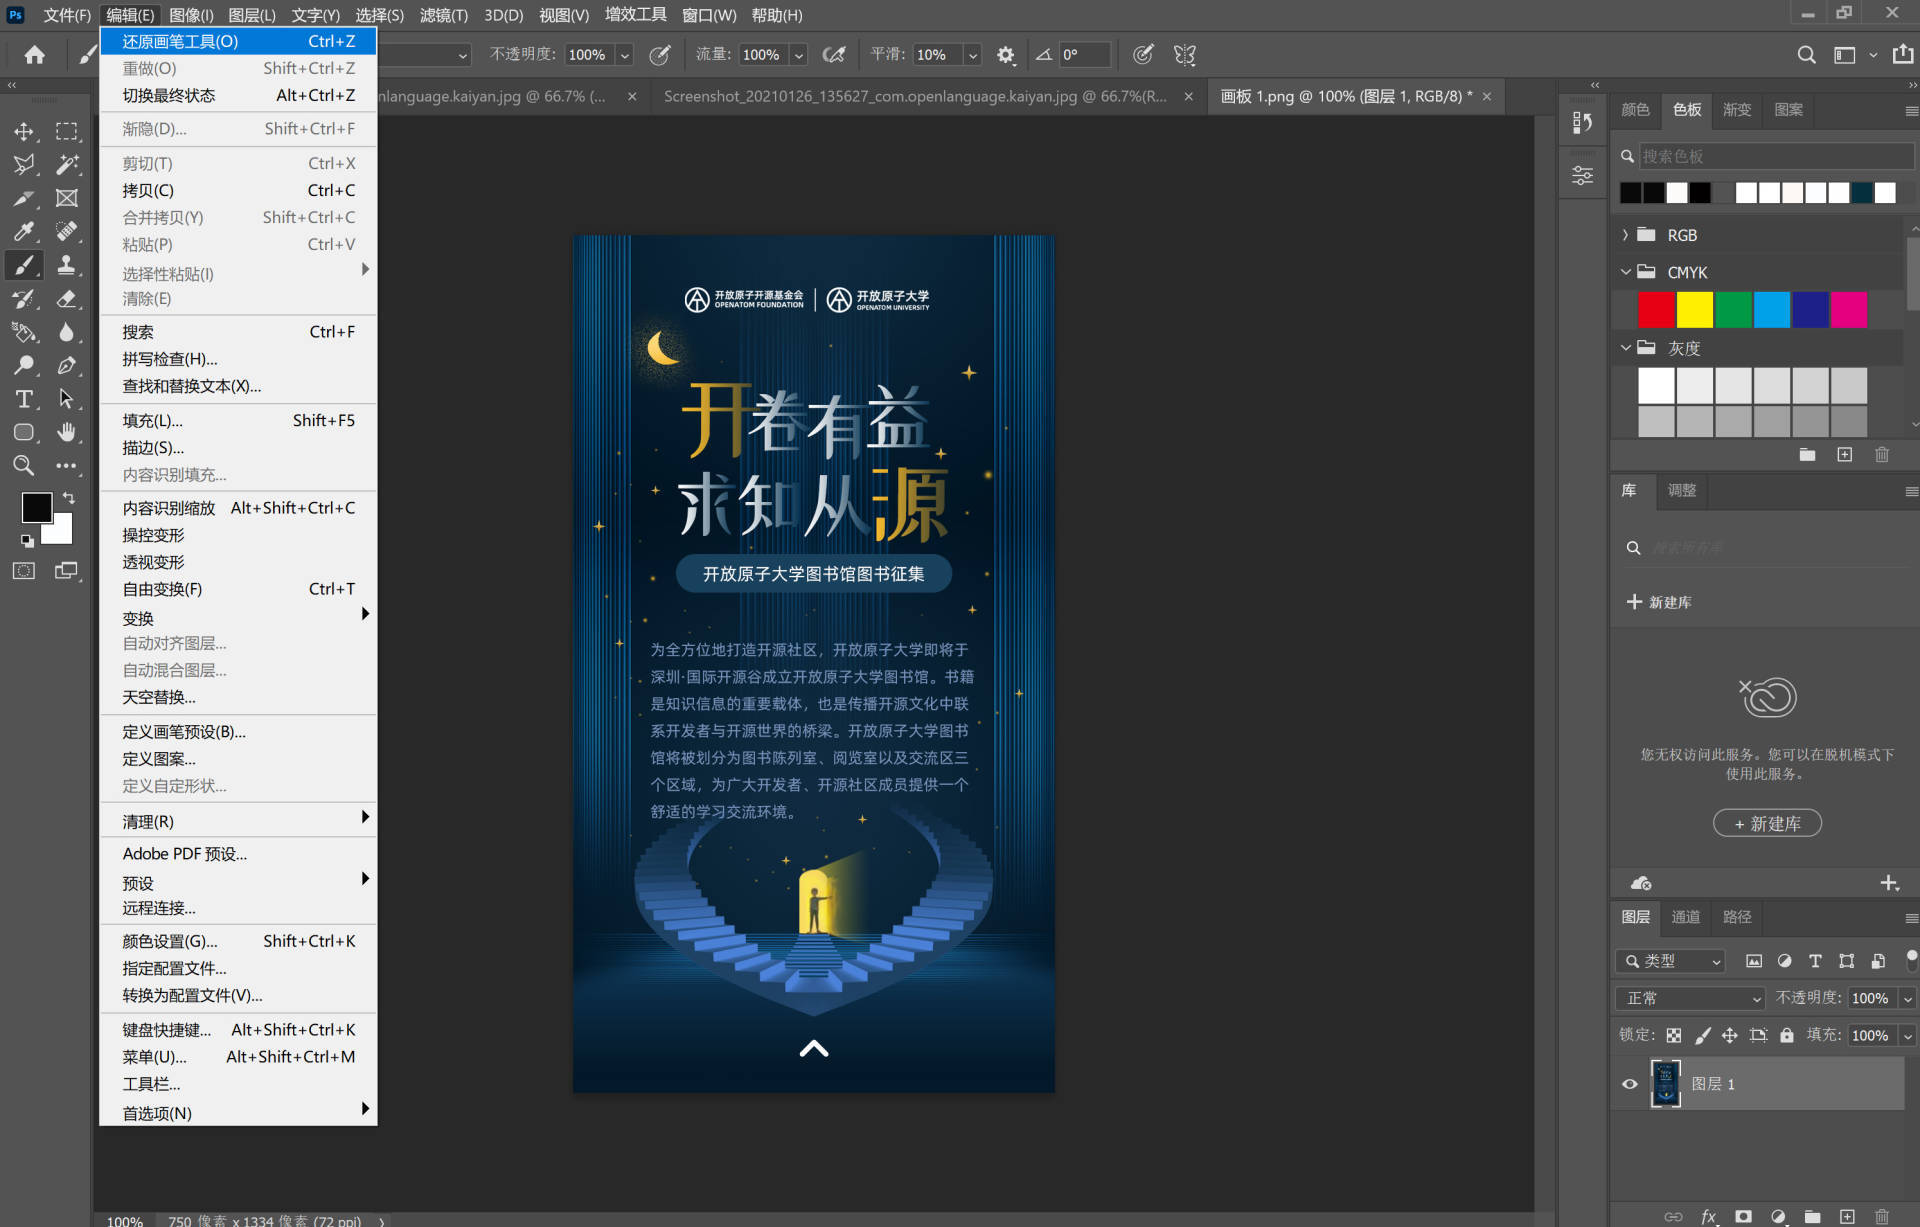 Ps 文件(F) 编辑(E) 图像(I) 图层(L) 文字(Y) 选择(S) 滤镜(T) 3D(D) 视图(V) 增效工具 窗口(W) 帮助(H)
不透明度: 100% 流量: 100% 平滑: 10% 0°
nlanguage.kaiyan.jpg @ 66.7% (... × Screenshot_20210126_135627_com.openlanguage.kaiyan.jpg @ 66.7%(R... × 画板 1.png @ 100% (图层 1, RGB/8) * ×
还原画笔工具(O) Ctrl+Z
重做(O) Shift+Ctrl+Z
切换最终状态 Alt+Ctrl+Z
渐隐(D)... Shift+Ctrl+F
剪切(T) Ctrl+X
拷贝(C) Ctrl+C
合并拷贝(Y) Shift+Ctrl+C
粘贴(P) Ctrl+V
选择性粘贴(I)
清除(E)
搜索 Ctrl+F
拼写检查(H)...
查找和替换文本(X)...
填充(L)... Shift+F5
描边(S)...
内容识别填充...
内容识别缩放 Alt+Shift+Ctrl+C
操控变形
透视变形
自由变换(F) Ctrl+T
变换
自动对齐图层...
自动混合图层...
天空替换...
定义画笔预设(B)...
定义图案...
定义自定形状...
清理(R)
Adobe PDF 预设...
预设
远程连接...
颜色设置(G)... Shift+Ctrl+K
指定配置文件...
转换为配置文件(V)...
键盘快捷键... Alt+Shift+Ctrl+K
菜单(U)... Alt+Shift+Ctrl+M
工具栏...
首选项(N)
开放原子开源基金会
OPENATOM FOUNDATION
开放原子大学
OPENATOM UNIVERSITY
开卷有益
求知从源
开放原子大学图书馆图书征集
为全方位地打造开源社区，开放原子大学即将于
深圳·国际开源谷成立开放原子大学图书馆。书籍
是知识信息的重要载体，也是传播开源文化中联
系开发者与开源世界的桥梁。开放原子大学图书
馆将被划分为图书陈列室、阅览室以及交流区三
个区域，为广大开发者、开源社区成员提供一个
舒适的学习交流环境。
颜色 色板 渐变 图案
搜索色板
RGB
CMYK
灰度
库 调整
搜索所有库
+ 新建库
您无权访问此服务。您可以在脱机模式下
使用此服务。
+ 新建库
图层 通道 路径
类型
正常 不透明度: 100%
锁定: 填充: 100%
图层 1
fx
100% 750 像素 x 1334 像素 (72 ppi)